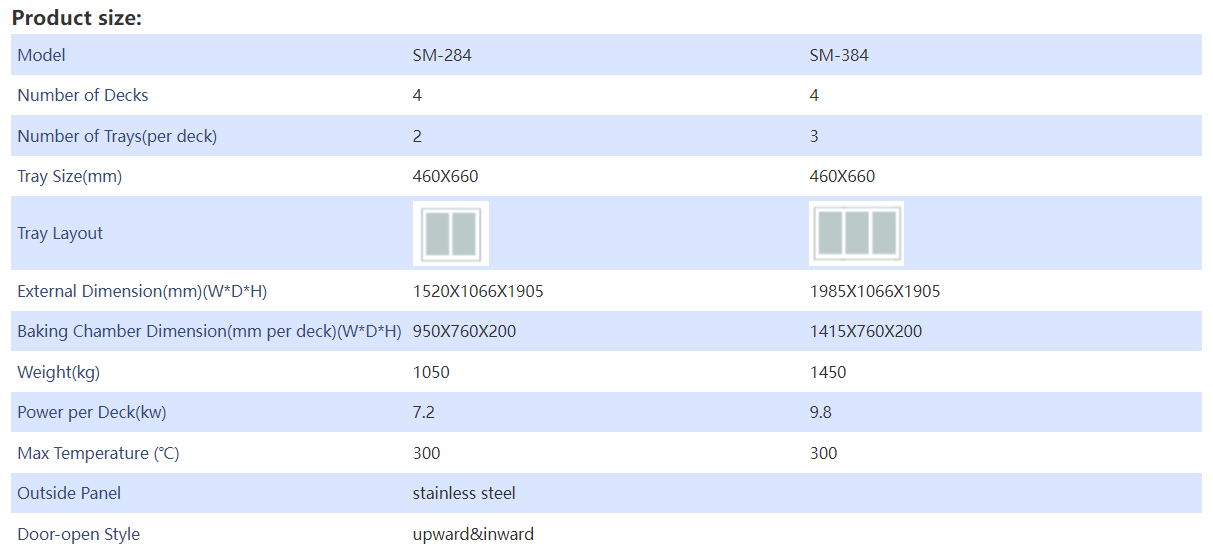 Product size:
Model SM-284 SM-384
Number of Decks 4 4
Number of Trays(per deck) 2 3
Tray Size(mm) 460X660 460X660
Tray Layout
External Dimension(mm)(W*D*H) 1520X1066X1905 1985X1066X1905
Baking Chamber Dimension(mm per deck)(W*D*H) 950X760X200 1415X760X200
Weight(kg) 1050 1450
Power per Deck(kw) 7.2 9.8
Max Temperature (℃) 300 300
Outside Panel stainless steel
Door-open Style upward&inward